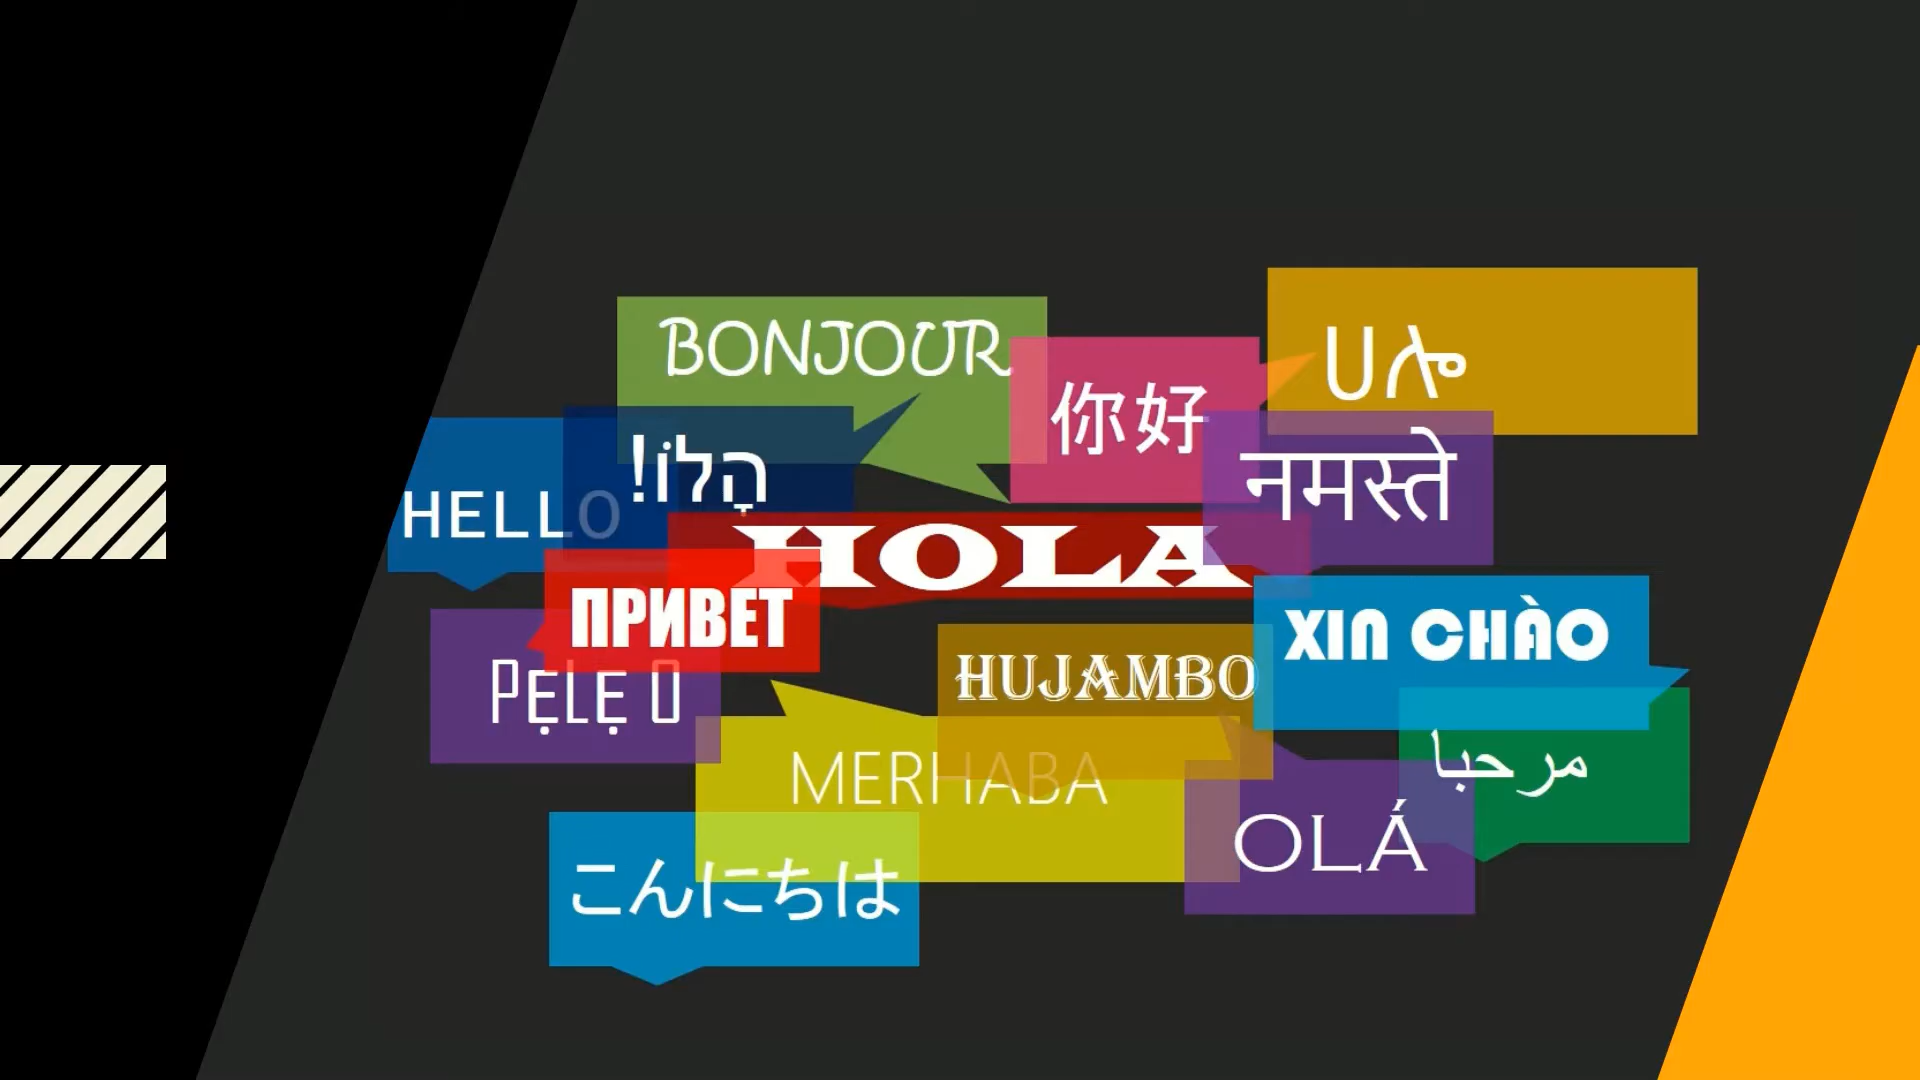 BONJOUR
ሀሎ
你好
הָלוֹ!
नमस्ते
HELLO
HOLA
ПРИВЕТ
XIN CHÀO
HUJAMBO
PẸLẸ O
مرحبا
MERHABA
OLÁ
こんにちは